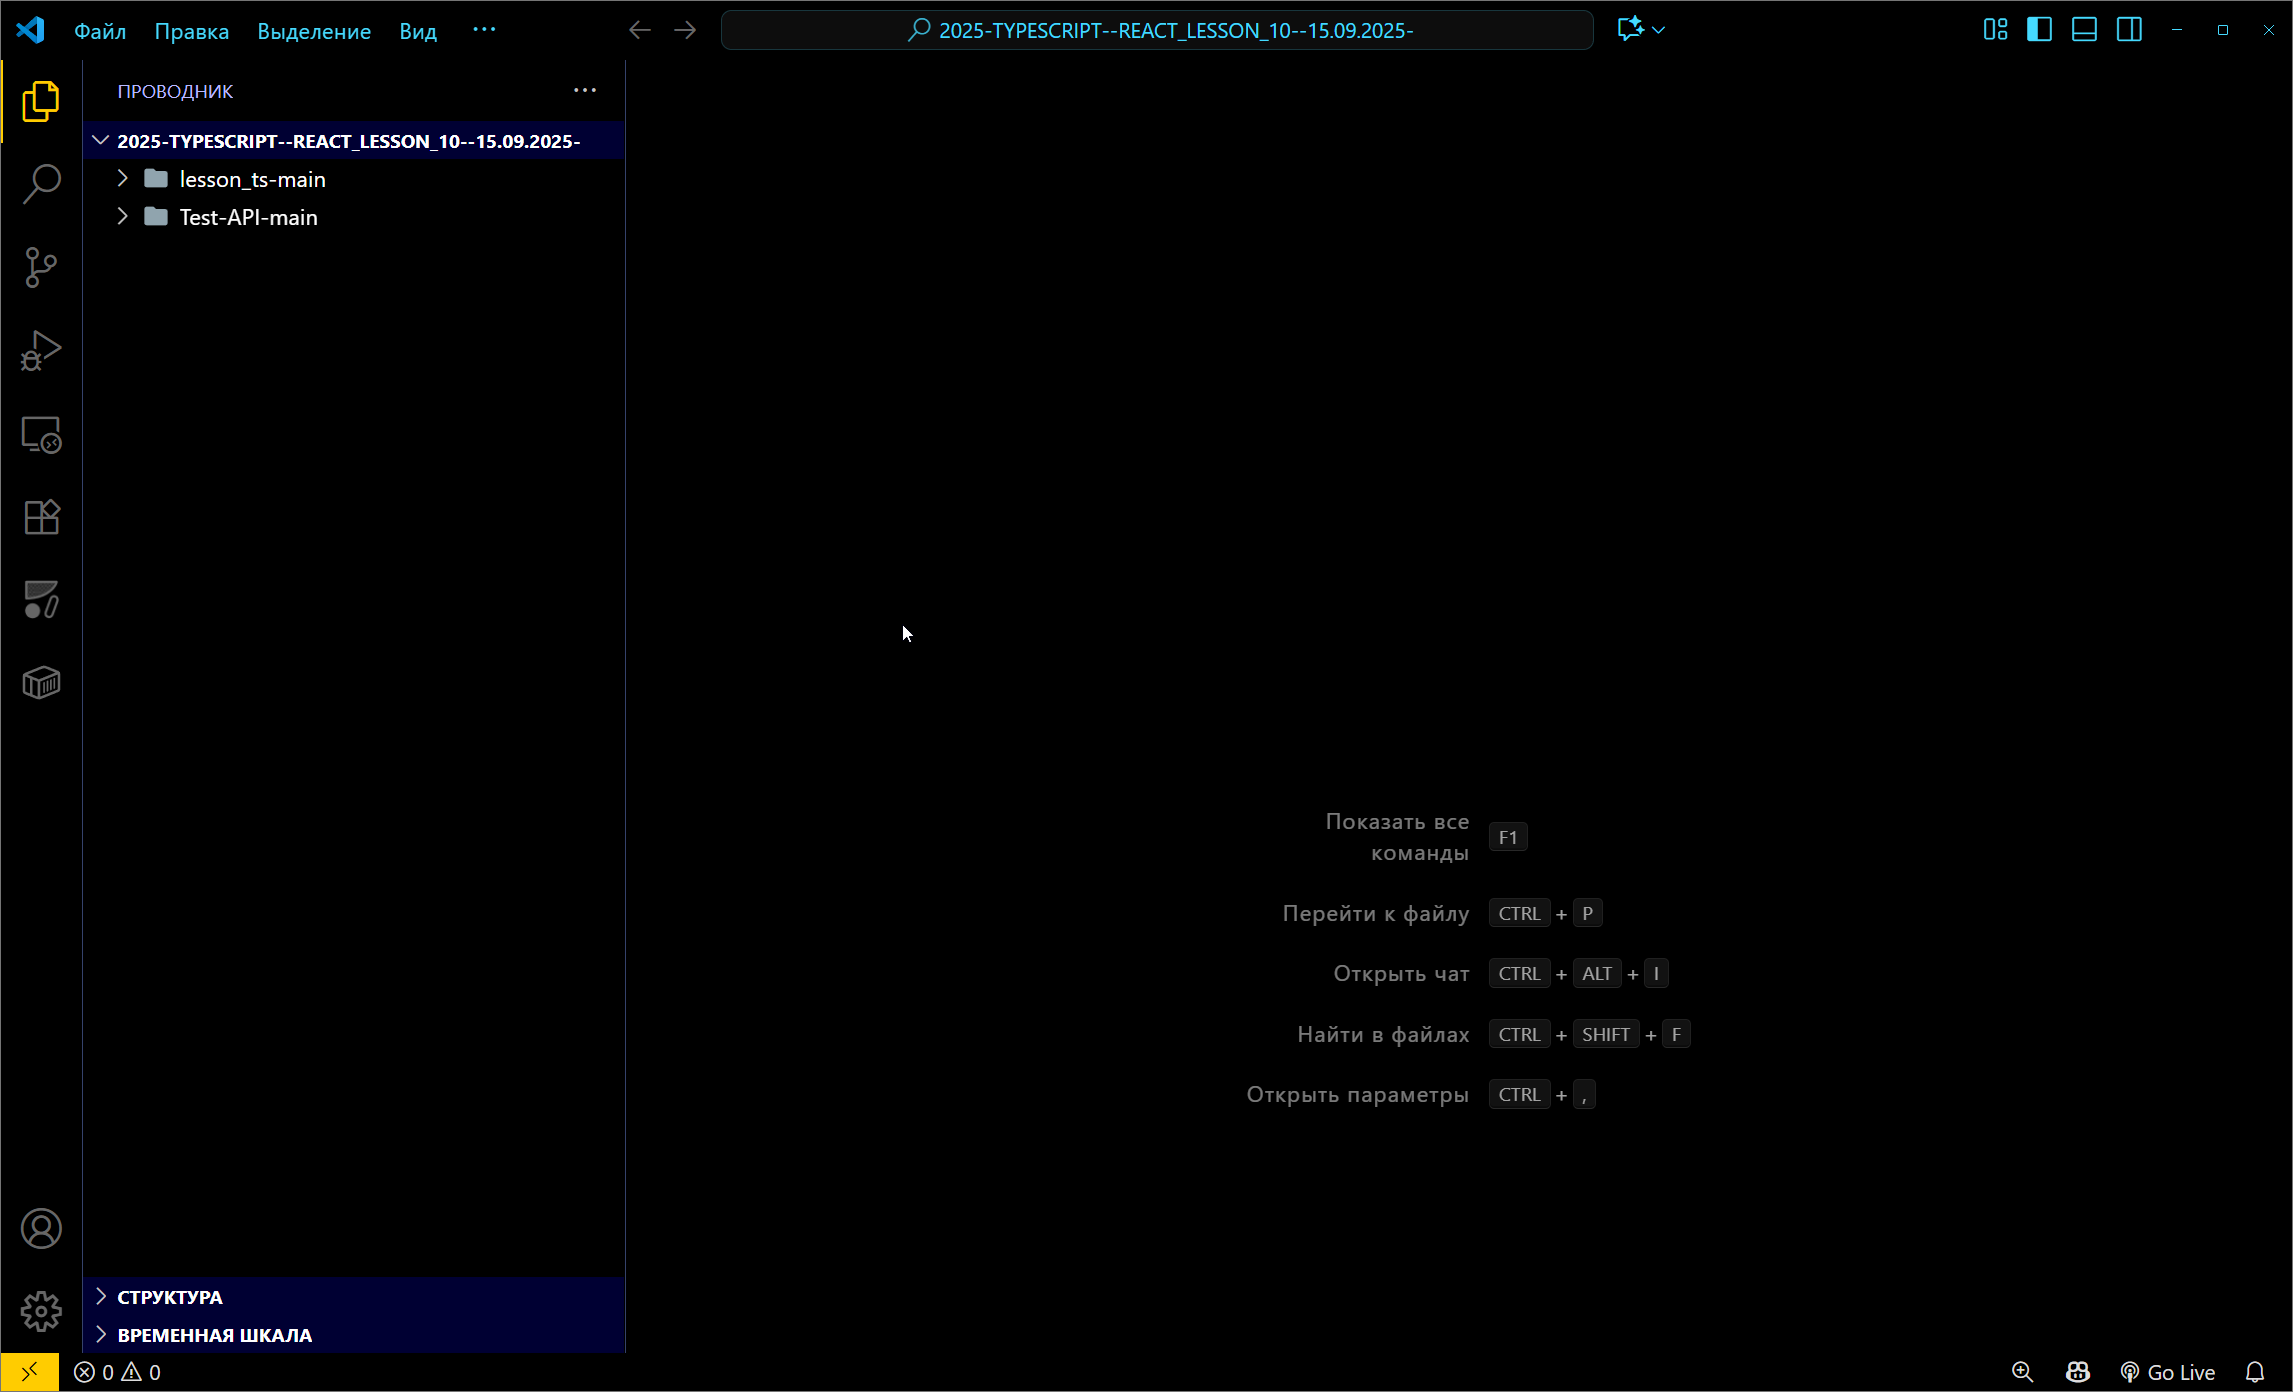 Файл Правка Выделение Вид ··· 2025-TYPESCRIPT--REACT_LESSON_10--15.09.2025-
ПРОВОДНИК ···
2025-TYPESCRIPT--REACT_LESSON_10--15.09.2025-
lesson_ts-main
Test-API-main
Показать все
команды F1
Перейти к файлу CTRL + P
Открыть чат CTRL + ALT + I
Найти в файлах CTRL + SHIFT + F
Открыть параметры CTRL + ,
СТРУКТУРА
ВРЕМЕННАЯ ШКАЛА
0 0 Go Live